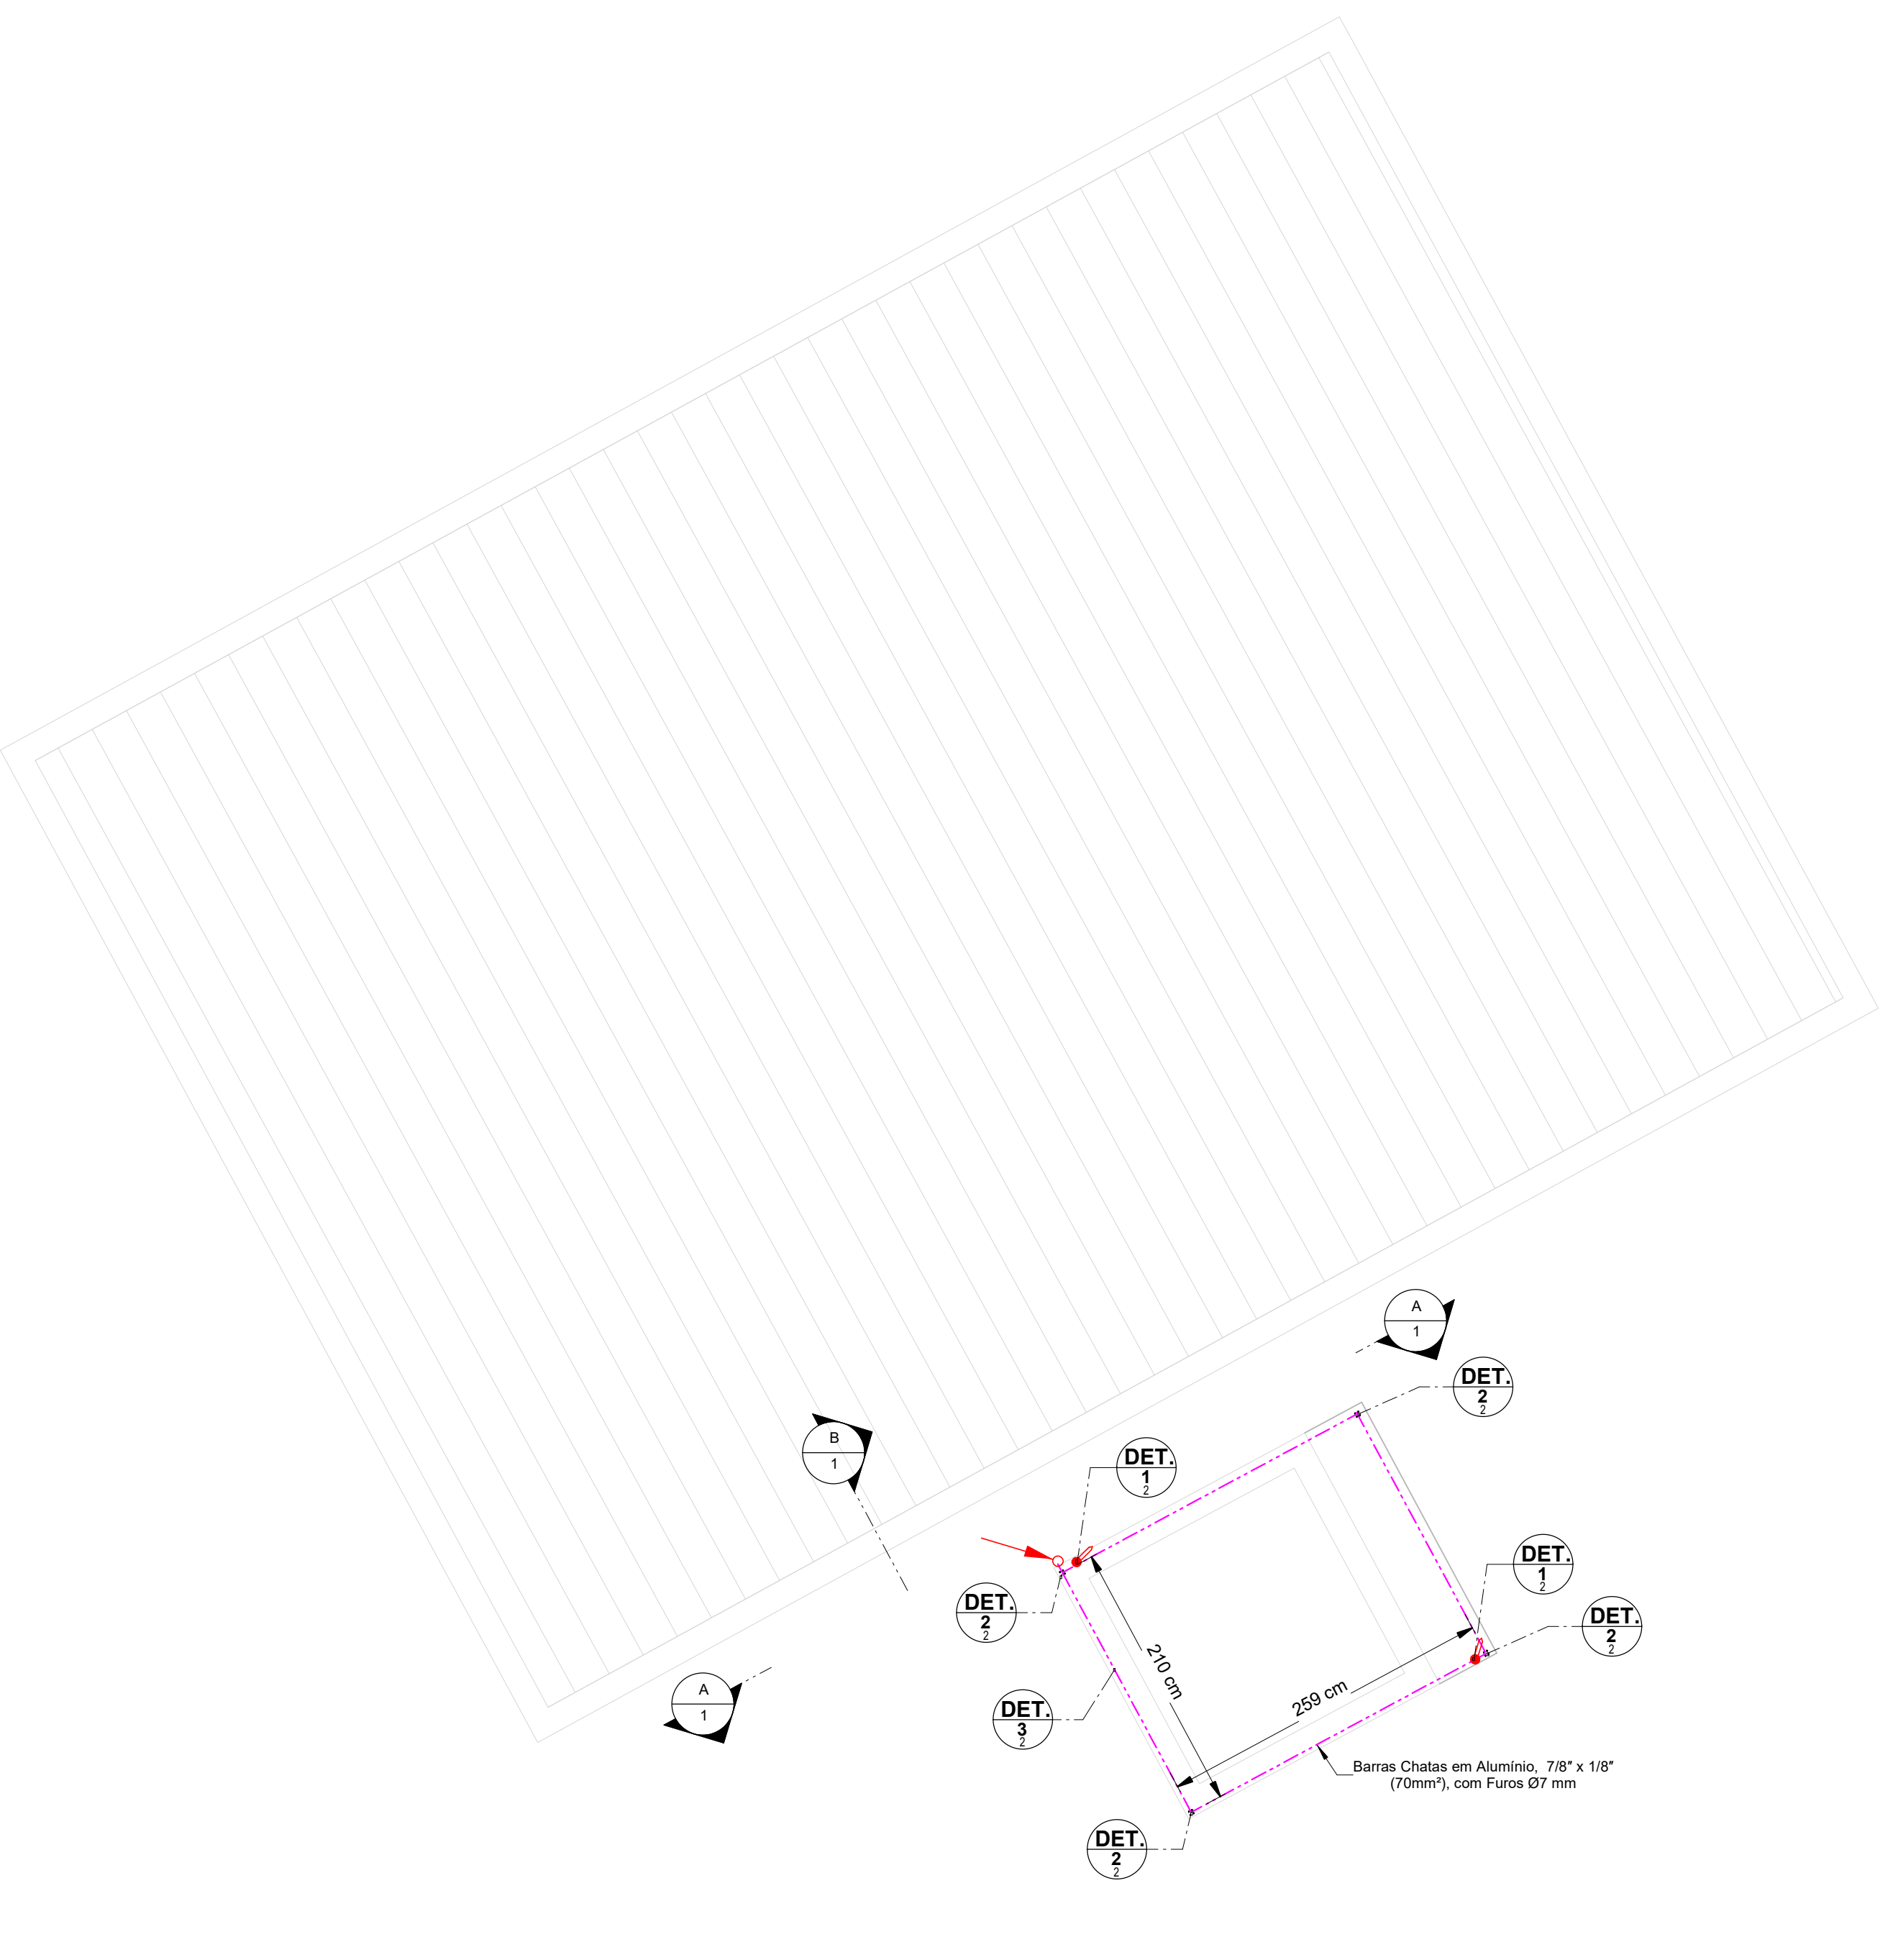 A
1
DET.
2
2
B
1
DET.
1
2
DET.
1
2
DET.
2
2
DET.
2
2
210 cm
259 cm
A
1
DET.
3
2
Barras Chatas em Alumínio, 7/8" x 1/8"
(70mm²), com Furos Ø7 mm
DET.
2
2